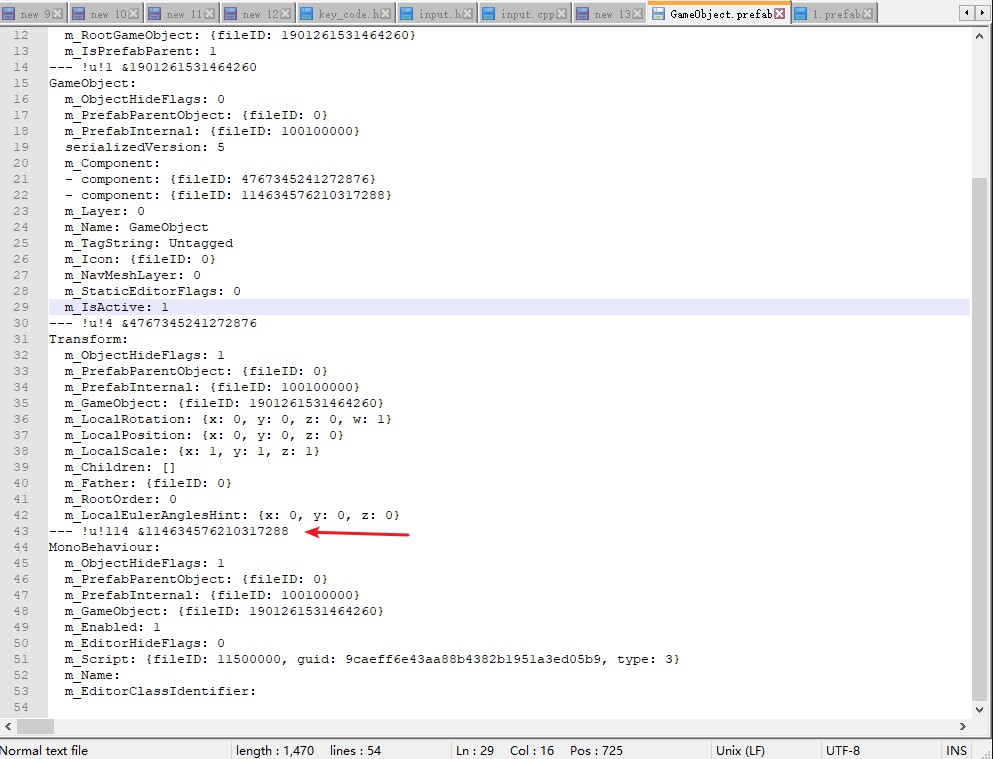 new 9 new 10 new 11 new 12 key_code.h input.h input.cpp new 13 GameObject.prefab 1.prefab
12 m_RootGameObject: {fileID: 1901261531464260}
13 m_IsPrefabParent: 1
14 --- !u!1 &1901261531464260
15 GameObject:
16 m_ObjectHideFlags: 0
17 m_PrefabParentObject: {fileID: 0}
18 m_PrefabInternal: {fileID: 100100000}
19 serializedVersion: 5
20 m_Component:
21 - component: {fileID: 4767345241272876}
22 - component: {fileID: 114634576210317288}
23 m_Layer: 0
24 m_Name: GameObject
25 m_TagString: Untagged
26 m_Icon: {fileID: 0}
27 m_NavMeshLayer: 0
28 m_StaticEditorFlags: 0
29 m_IsActive: 1
30 --- !u!4 &4767345241272876
31 Transform:
32 m_ObjectHideFlags: 1
33 m_PrefabParentObject: {fileID: 0}
34 m_PrefabInternal: {fileID: 100100000}
35 m_GameObject: {fileID: 1901261531464260}
36 m_LocalRotation: {x: 0, y: 0, z: 0, w: 1}
37 m_LocalPosition: {x: 0, y: 0, z: 0}
38 m_LocalScale: {x: 1, y: 1, z: 1}
39 m_Children: []
40 m_Father: {fileID: 0}
41 m_RootOrder: 0
42 m_LocalEulerAnglesHint: {x: 0, y: 0, z: 0}
43 --- !u!114 &114634576210317288
44 MonoBehaviour:
45 m_ObjectHideFlags: 1
46 m_PrefabParentObject: {fileID: 0}
47 m_PrefabInternal: {fileID: 100100000}
48 m_GameObject: {fileID: 1901261531464260}
49 m_Enabled: 1
50 m_EditorHideFlags: 0
51 m_Script: {fileID: 11500000, guid: 9caeff6e43aa88b4382b1951a3ed05b9, type: 3}
52 m_Name:
53 m_EditorClassIdentifier:
54
Normal text file length : 1,470 lines : 54 Ln : 29 Col : 16 Pos : 725 Unix (LF) UTF-8 INS